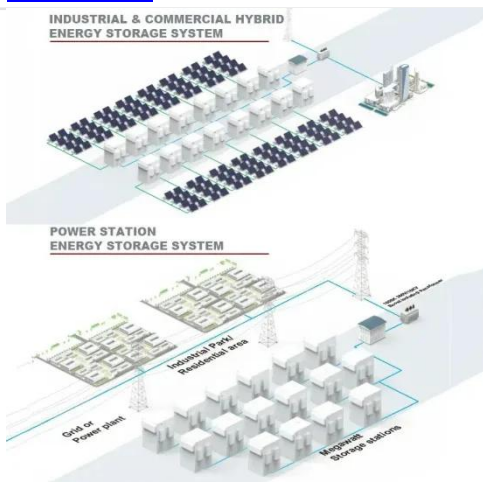 INDUSTRIAL & COMMERCIAL HYBRID
ENERGY STORAGE SYSTEM
POWER STATION
ENERGY STORAGE SYSTEM
Industrial Park/
Residential area
Grid or
Power plant
Megawatt
Storage stations